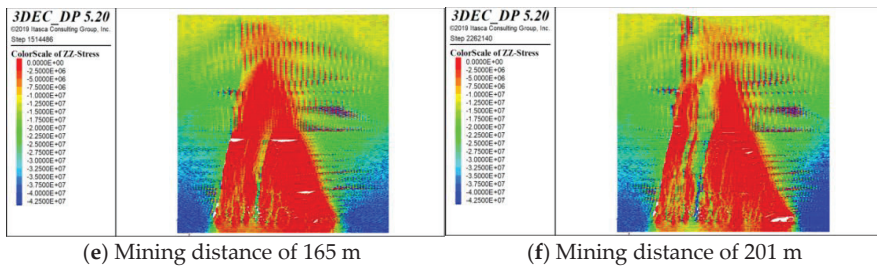 3DEC_DP 5.20
©2019 Itasca Consulting Group, Inc.
Step 1514486
ColorScale of ZZ-Stress
0.0000E+00
-2.5000E+06
-5.0000E+06
-7.5000E+06
-1.0000E+07
-1.2500E+07
-1.5000E+07
-1.7500E+07
-2.0000E+07
-2.2500E+07
-2.5000E+07
-2.7500E+07
-3.0000E+07
-3.2500E+07
-3.5000E+07
-3.7500E+07
-4.0000E+07
-4.2500E+07
(e) Mining distance of 165 m
3DEC_DP 5.20
©2019 Itasca Consulting Group, Inc.
Step 2262140
ColorScale of ZZ-Stress
0.0000E+00
-2.5000E+06
-5.0000E+06
-7.5000E+06
-1.0000E+07
-1.2500E+07
-1.5000E+07
-1.7500E+07
-2.0000E+07
-2.2500E+07
-2.5000E+07
-2.7500E+07
-3.0000E+07
-3.2500E+07
-3.5000E+07
-3.7500E+07
-4.0000E+07
-4.2500E+07
(f) Mining distance of 201 m